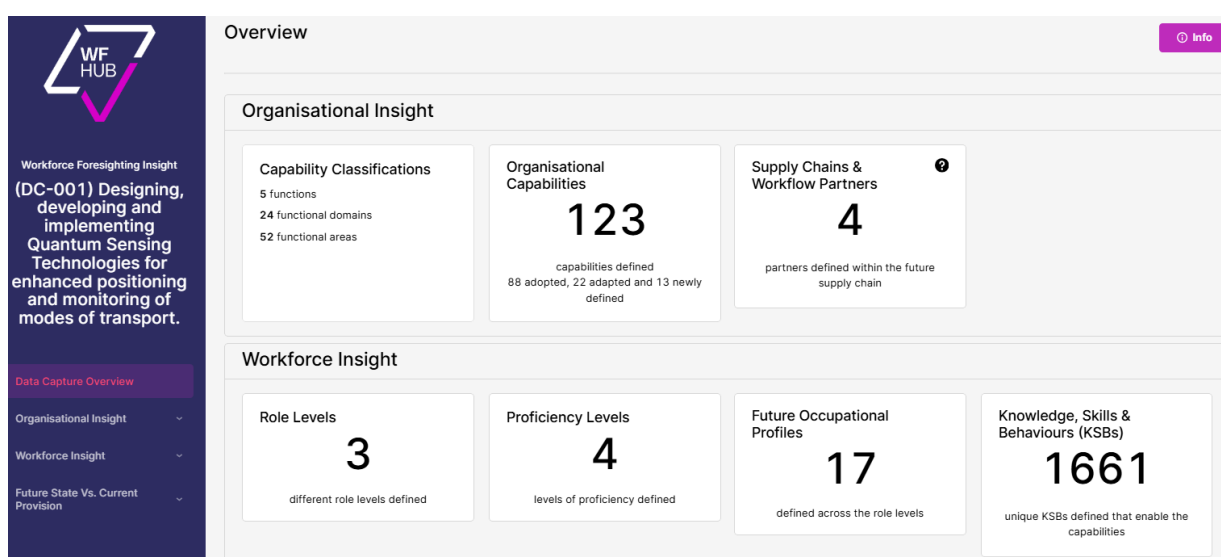 WF
HUB
Workforce Foresighting Insight
(DC-001) Designing,
developing and
implementing
Quantum Sensing
Technologies for
enhanced positioning
and monitoring of
modes of transport.
Data Capture Overview
Organisational Insight
Workforce Insight
Future State Vs. Current
Provision
Overview
Info
Organisational Insight
Capability Classifications
5 functions
24 functional domains
52 functional areas
Organisational
Capabilities
123
capabilities defined
88 adopted, 22 adapted and 13 newly
defined
Supply Chains &
Workflow Partners
?
4
partners defined within the future
supply chain
Workforce Insight
Role Levels
3
different role levels defined
Proficiency Levels
4
levels of proficiency defined
Future Occupational
Profiles
17
defined across the role levels
Knowledge, Skills &
Behaviours (KSBs)
1661
unique KSBs defined that enable the
capabilities